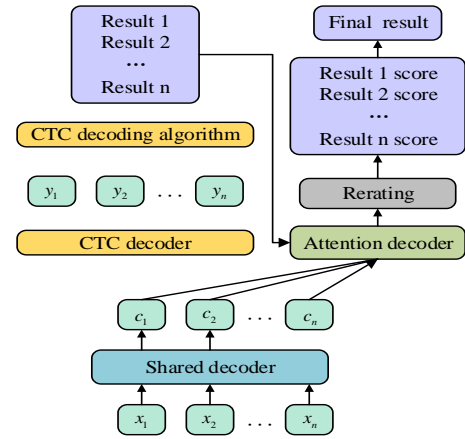 Result 1
Result 2
...
Result n
Final result
Result 1 score
Result 2 score
...
Result n score
CTC decoding algorithm
y₁ y₂ . . . yₙ
Rerating
CTC decoder
Attention decoder
c₁ c₂ . . . cₙ
Shared decoder
x₁ x₂ . . . xₙ